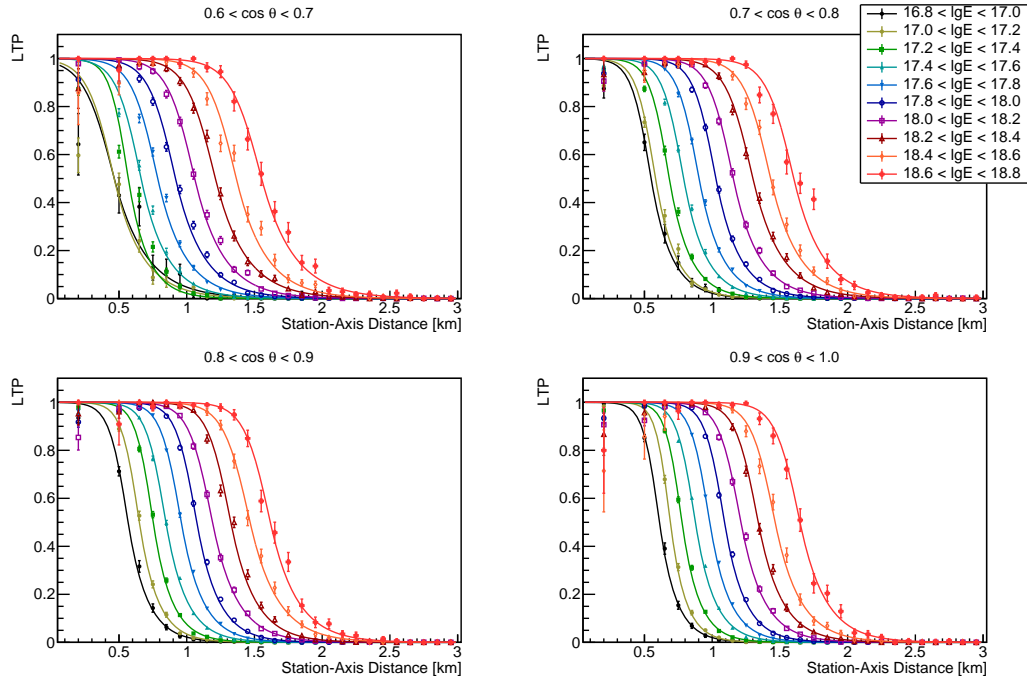 0.6 < cos θ < 0.7
LTP
1
0.8
0.6
0.4
0.2
0
0.5 1 1.5 2 2.5 3
Station-Axis Distance [km]
0.7 < cos θ < 0.8
LTP
1
0.8
0.6
0.4
0.2
0
0.5 1 1.5 2 2.5 3
Station-Axis Distance [km]
16.8 < lgE < 17.0
17.0 < lgE < 17.2
17.2 < lgE < 17.4
17.4 < lgE < 17.6
17.6 < lgE < 17.8
17.8 < lgE < 18.0
18.0 < lgE < 18.2
18.2 < lgE < 18.4
18.4 < lgE < 18.6
18.6 < lgE < 18.8
0.8 < cos θ < 0.9
LTP
1
0.8
0.6
0.4
0.2
0
0.5 1 1.5 2 2.5 3
Station-Axis Distance [km]
0.9 < cos θ < 1.0
LTP
1
0.8
0.6
0.4
0.2
0
0.5 1 1.5 2 2.5 3
Station-Axis Distance [km]